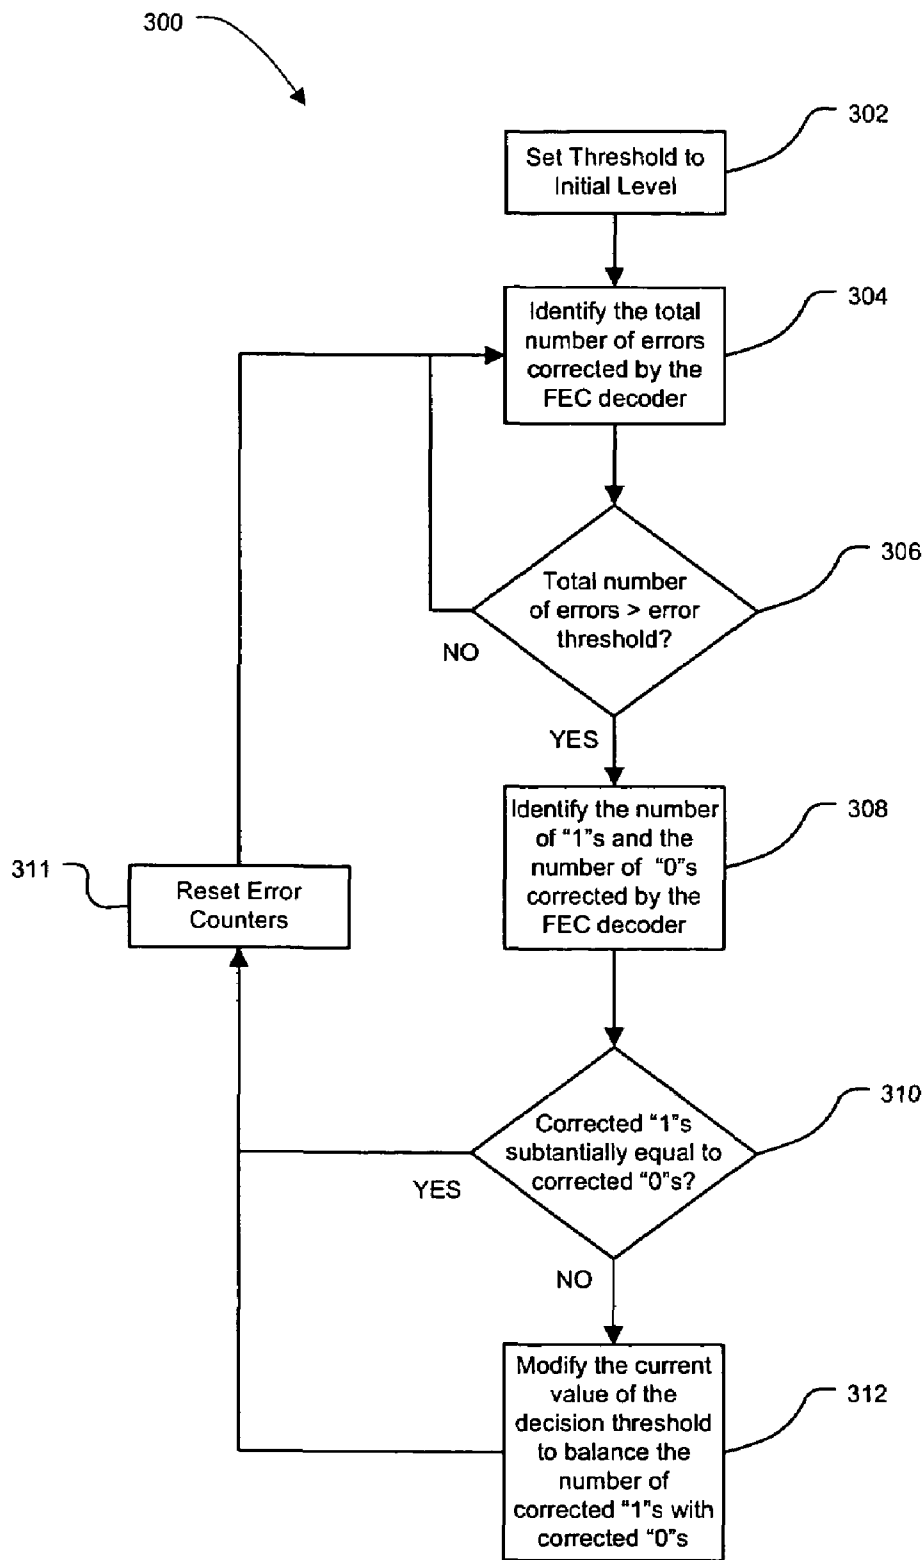 300
302
Set Threshold to
Initial Level
304
Identify the total
number of errors
corrected by the
FEC decoder
306
Total number
of errors > error
threshold?
NO
YES
308
Identify the number
of "1"s and the
number of "0"s
corrected by the
FEC decoder
311
Reset Error
Counters
310
Corrected "1"s
subtantially equal to
corrected "0"s?
YES
NO
312
Modify the current
value of the
decision threshold
to balance the
number of
corrected "1"s with
corrected "0"s